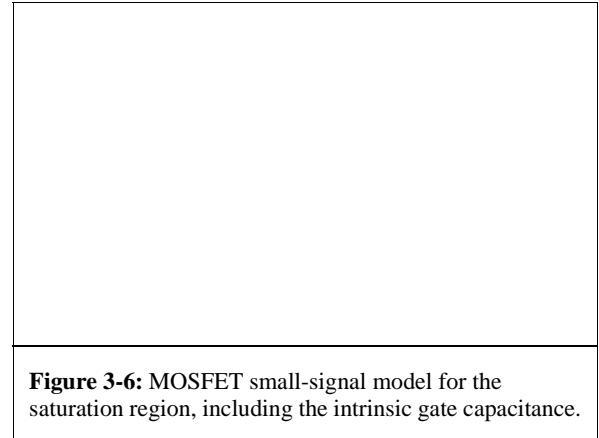 Figure 3-6: MOSFET small-signal model for the
saturation region, including the intrinsic gate capacitance.